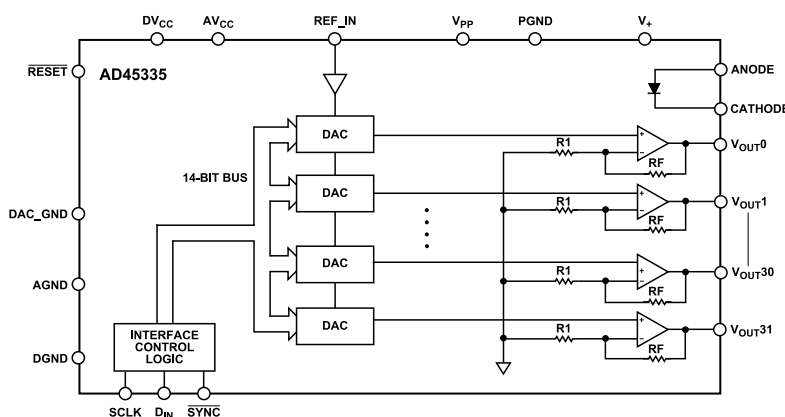 DVCC AVCC REF_IN VPP PGND V+
RESET AD45335 ANODE
CATHODE
DAC R1 RF VOUT0
14-BIT BUS
DAC R1 RF VOUT1
DAC_GND
DAC R1 RF VOUT30
AGND
DAC R1 RF VOUT31
INTERFACE
CONTROL
LOGIC
DGND
SCLK DIN SYNC